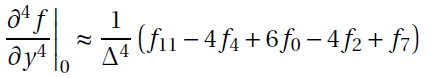 ∂⁴f/∂y⁴|₀ ≈ 1/Δ⁴ (f₁₁ − 4f₄ + 6f₀ − 4f₂ + f₇)